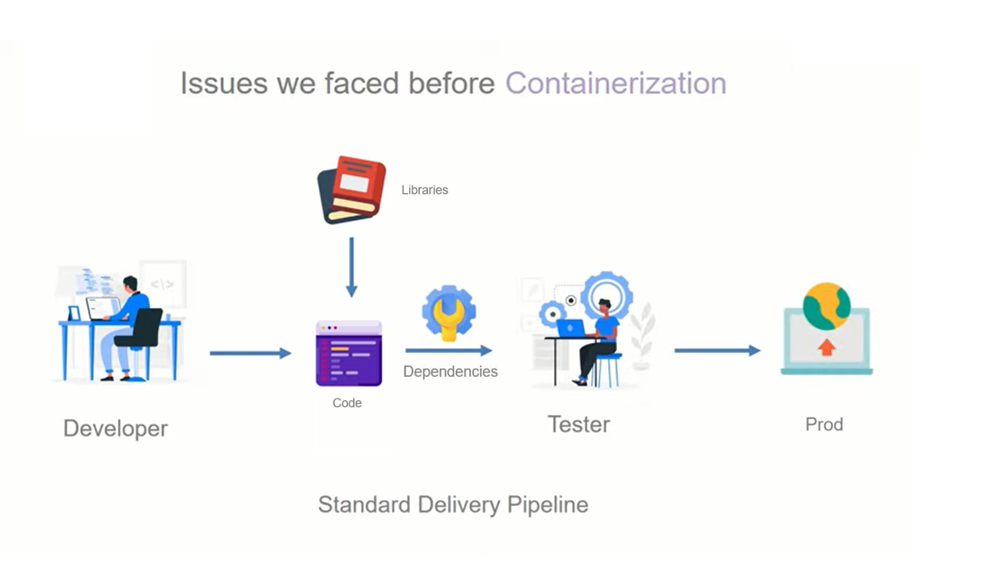 Issues we faced before Containerization
Libraries
Dependencies
Code
Developer
Tester
Prod
Standard Delivery Pipeline